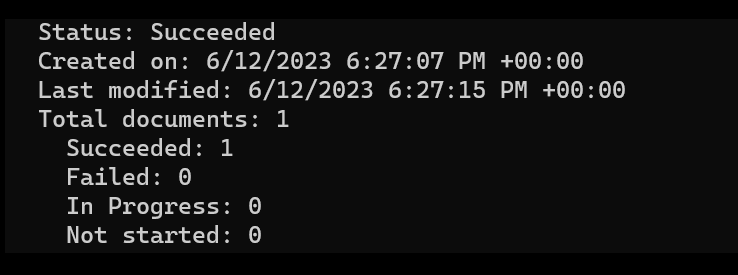 Status: Succeeded
Created on: 6/12/2023 6:27:07 PM +00:00
Last modified: 6/12/2023 6:27:15 PM +00:00
Total documents: 1
  Succeeded: 1
  Failed: 0
  In Progress: 0
  Not started: 0